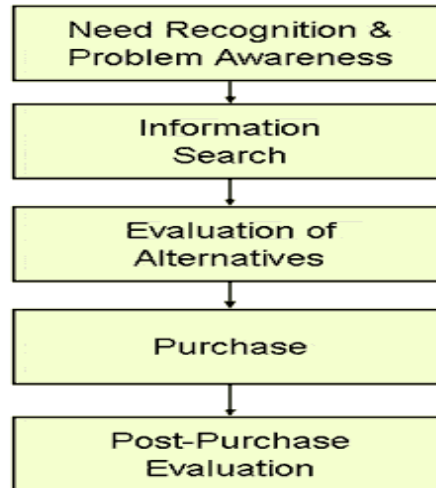 Need Recognition &
Problem Awareness
Information
Search
Evaluation of
Alternatives
Purchase
Post-Purchase
Evaluation